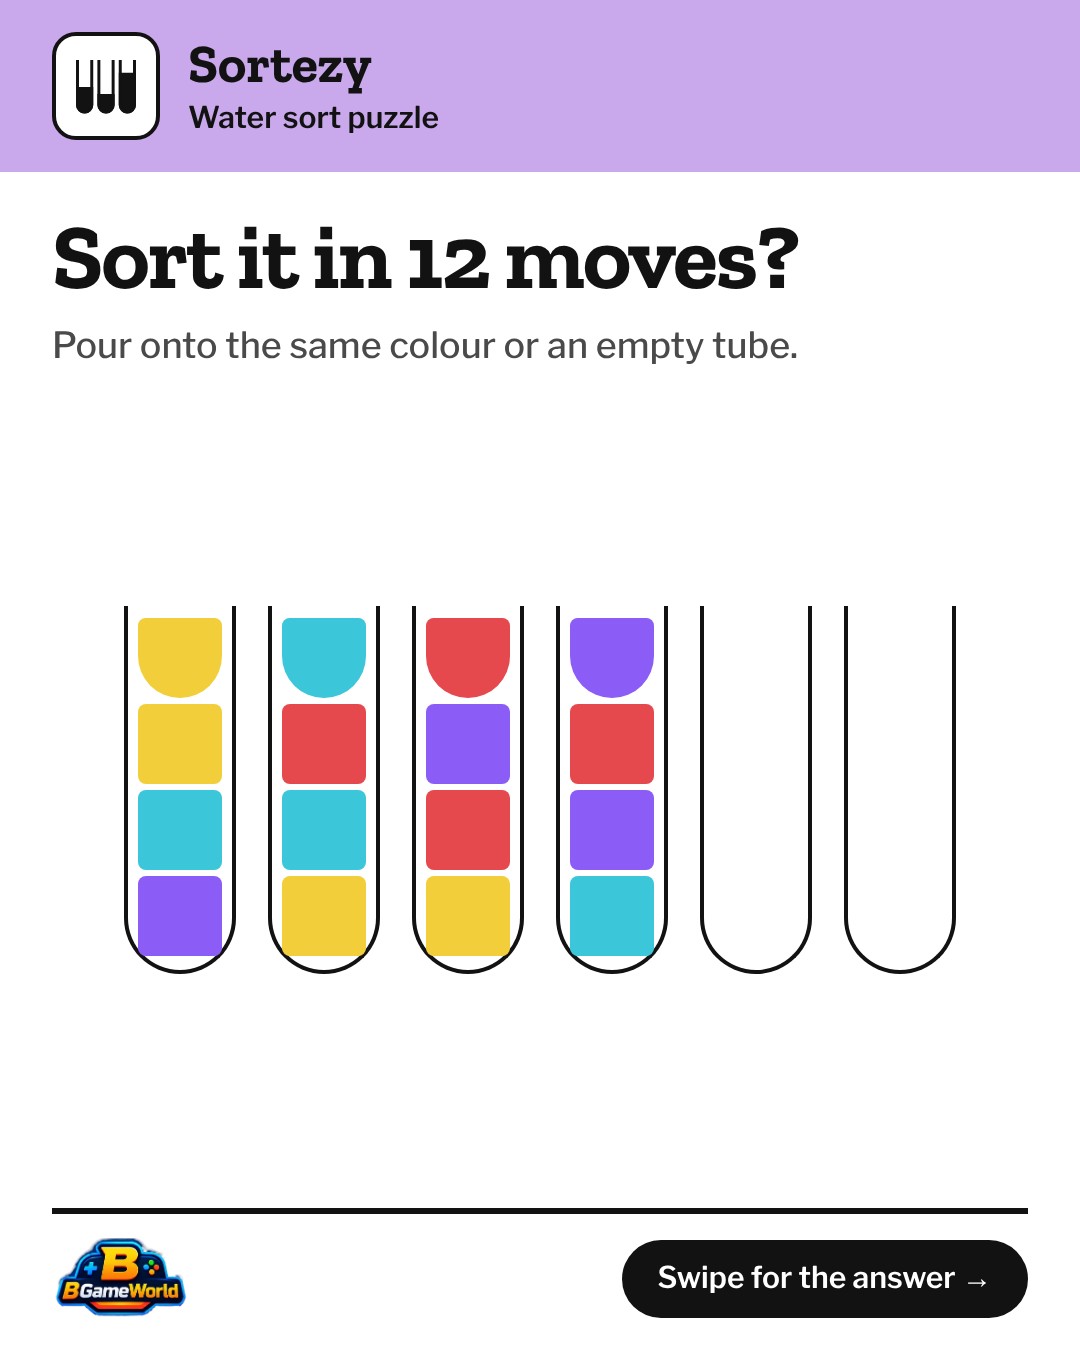 Sortezy
Water sort puzzle
Sort it in 12 moves?
Pour onto the same colour or an empty tube.
B
BGameWorld
Swipe for the answer →